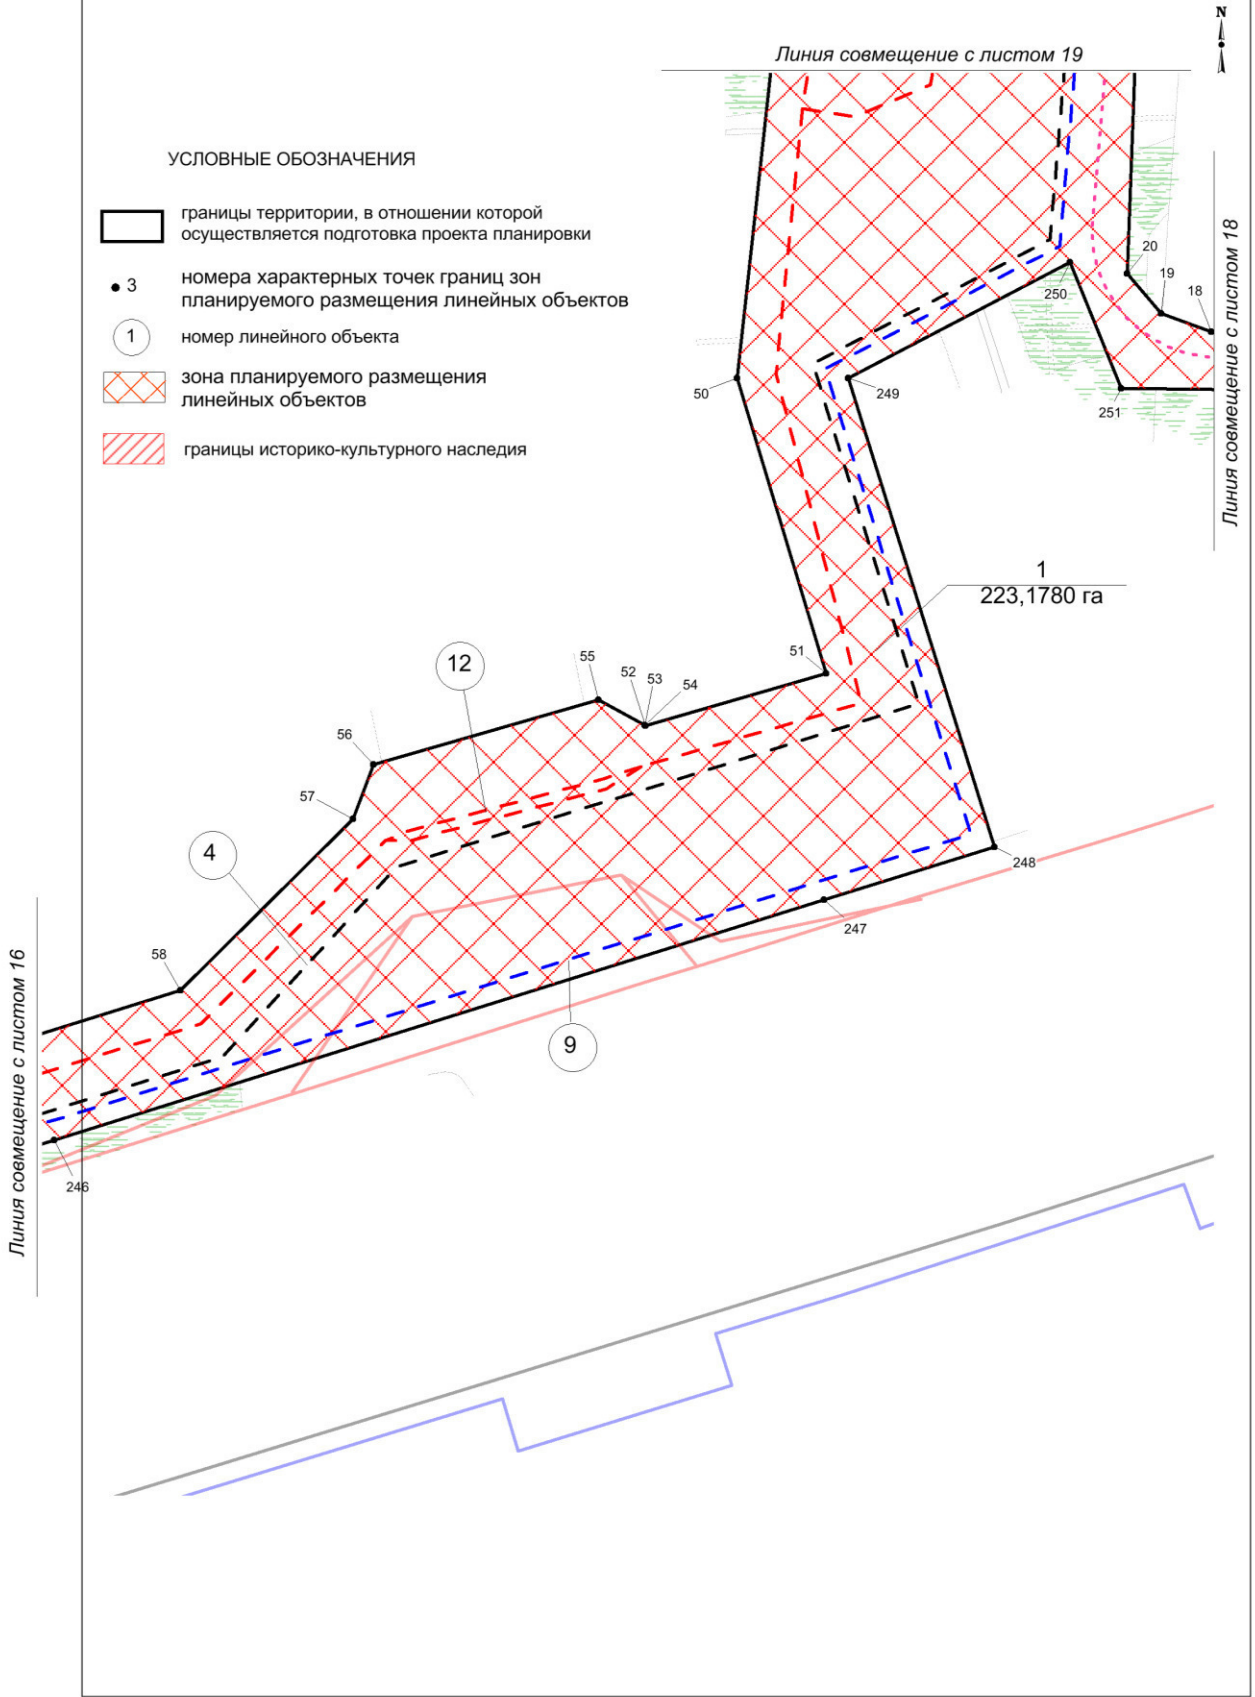 N
Линия совмещение с листом 19
УСЛОВНЫЕ ОБОЗНАЧЕНИЯ
границы территории, в отношении которой
осуществляется подготовка проекта планировки
3
номера характерных точек границ зон
планируемого размещения линейных объектов
1
номер линейного объекта
зона планируемого размещения
линейных объектов
границы историко-культурного наследия
20
19
18
250
Линия совмещение с листом 18
50
249
251
1
223,1780 га
12
55
52
53
54
51
56
57
4
248
247
58
9
Линия совмещение с листом 16
246